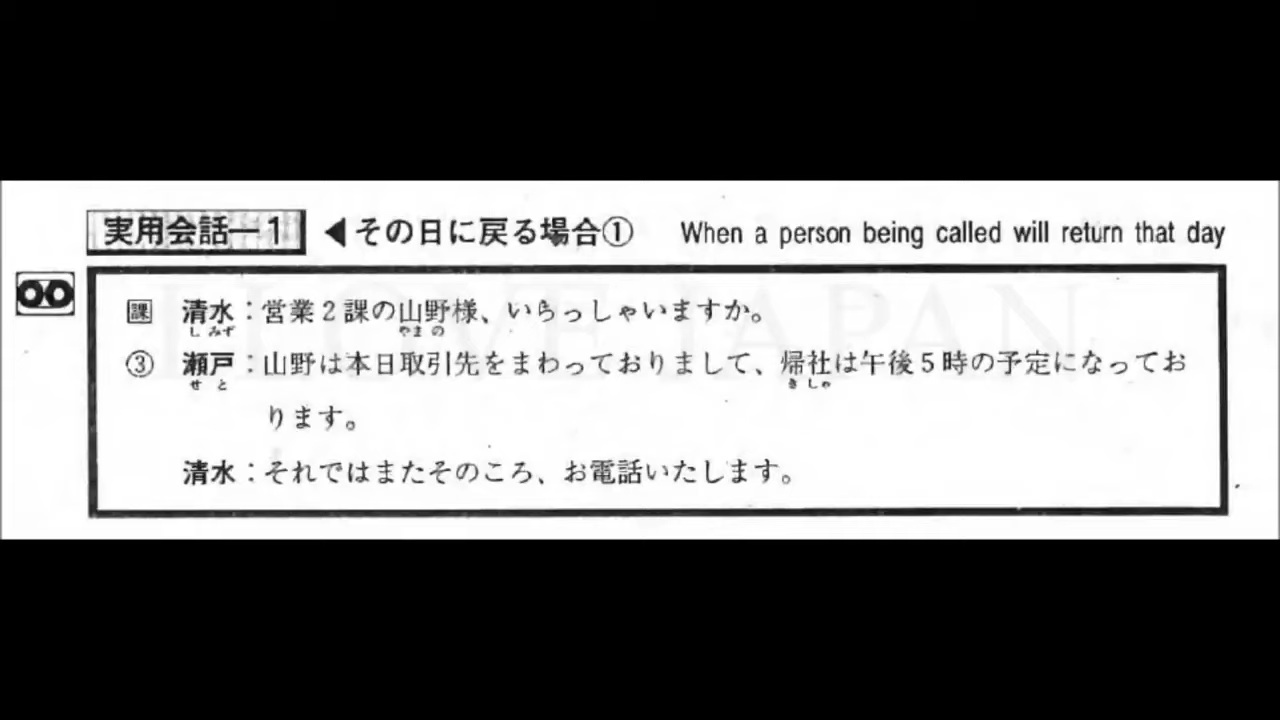 実用会話―1 ◀その日に戻る場合① When a person being called will return that day
課 清水：営業2課の山野様、いらっしゃいますか。
しみず やまの
③ 瀬戸：山野は本日取引先をまわっておりまして、帰社は午後5時の予定になってお
せと きしゃ
ります。
清水：それではまたそのころ、お電話いたします。
I LOVE JAPAN